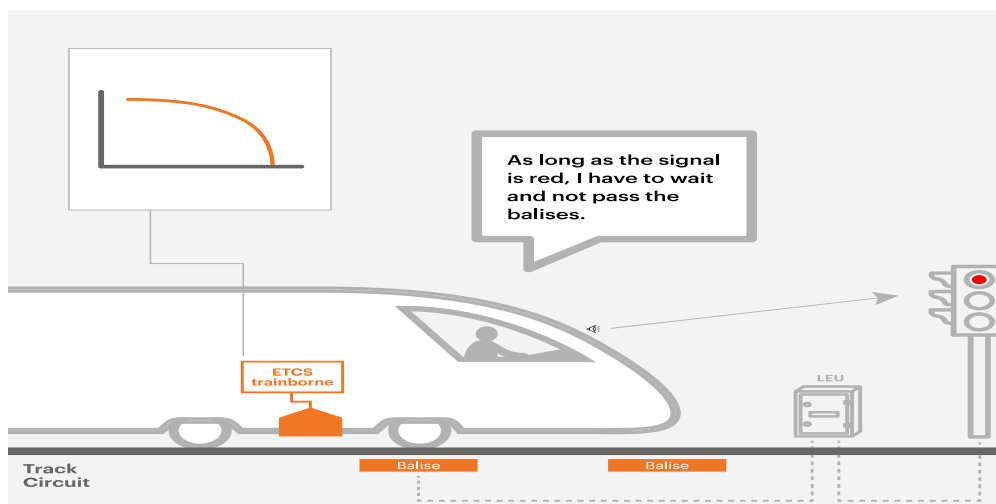 As long as the signal
is red, I have to wait
and not pass the
balises.
ETCS
trainborne
LEU
Balise
Balise
Track
Circuit